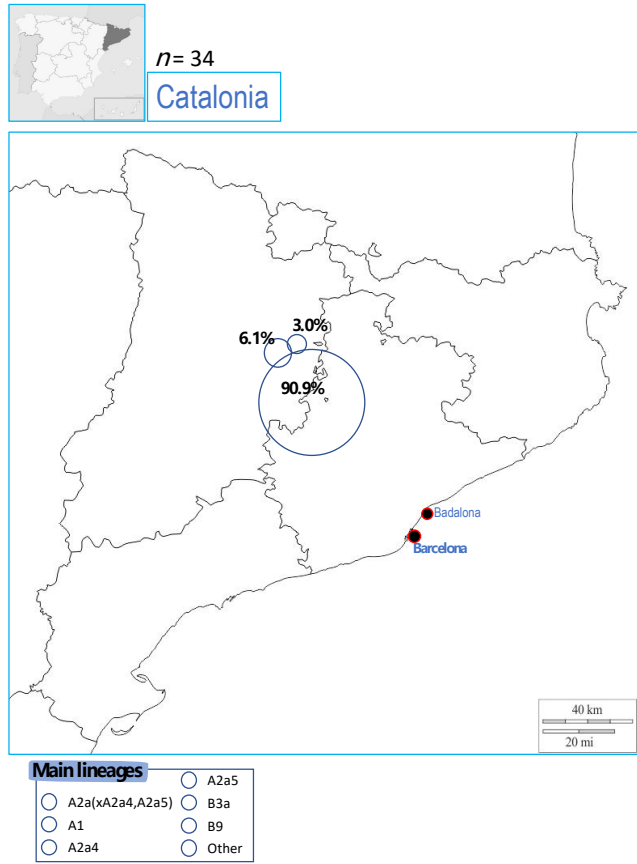 n= 34
Catalonia
3.0%
6.1%
90.9%
Badalona
Barcelona
40 km
20 mi
Main lineages
A2a(xA2a4,A2a5)
A1
A2a4
A2a5
B3a
B9
Other